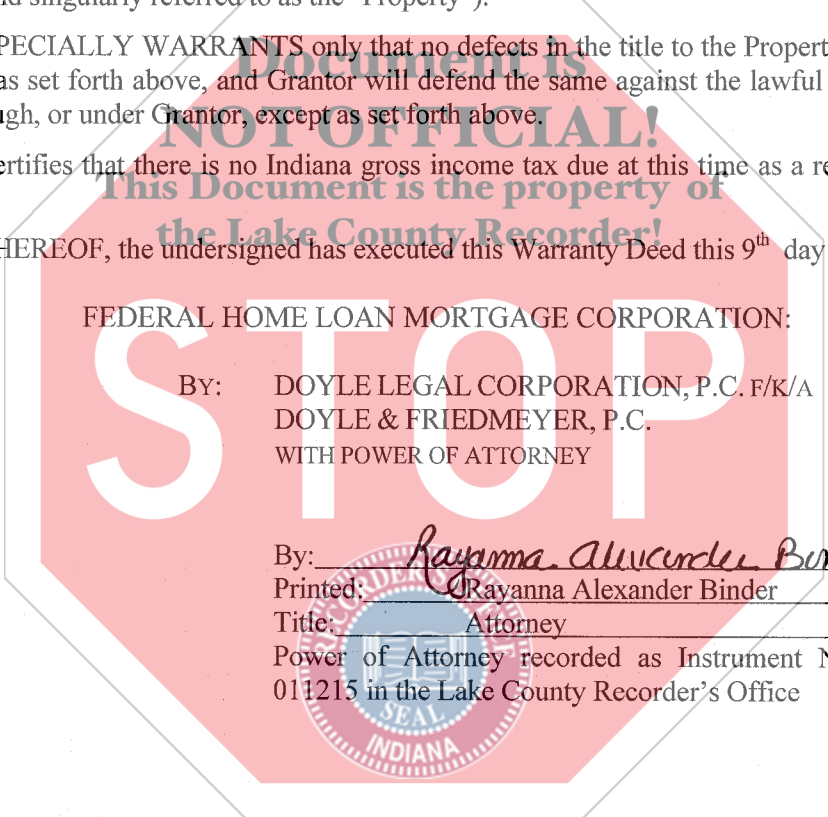 nd singularly referred to as the "Property").
PECIALLY WARRANTS only that no defects in the title to the Propert
as set forth above, and Grantor will defend the same against the lawful
ugh, or under Grantor, except as set forth above.
ertifies that there is no Indiana gross income tax due at this time as a re
HEREOF, the undersigned has executed this Warranty Deed this 9th day
Document is
NOT OFFICIAL!
This Document is the property of
the Lake County Recorder!
STOP
FEDERAL HOME LOAN MORTGAGE CORPORATION:
BY: DOYLE LEGAL CORPORATION, P.C. F/K/A
DOYLE & FRIEDMEYER, P.C.
WITH POWER OF ATTORNEY
By: Rayanna Alexander Bin
Printed: Rayanna Alexander Binder
Title: Attorney
Power of Attorney recorded as Instrument N
011215 in the Lake County Recorder's Office
SEAL
INDIANA